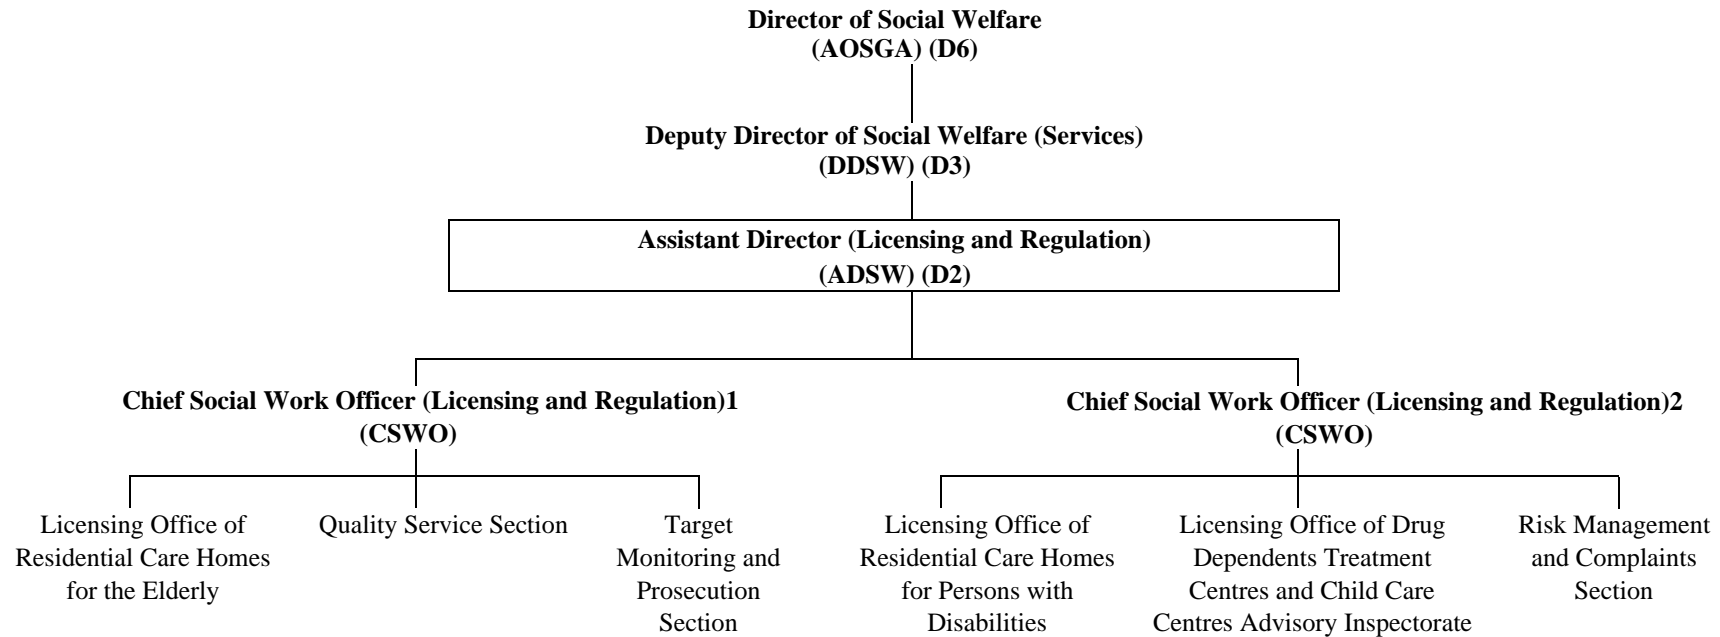 Director of Social Welfare
(AOSGA) (D6)
Deputy Director of Social Welfare (Services)
(DDSW) (D3)
Assistant Director (Licensing and Regulation)
(ADSW) (D2)
Chief Social Work Officer (Licensing and Regulation)1
(CSWO)
Chief Social Work Officer (Licensing and Regulation)2
(CSWO)
Licensing Office of
Residential Care Homes
for the Elderly
Quality Service Section
Target
Monitoring and
Prosecution
Section
Licensing Office of
Residential Care Homes
for Persons with
Disabilities
Licensing Office of Drug
Dependents Treatment
Centres and Child Care
Centres Advisory Inspectorate
Risk Management
and Complaints
Section